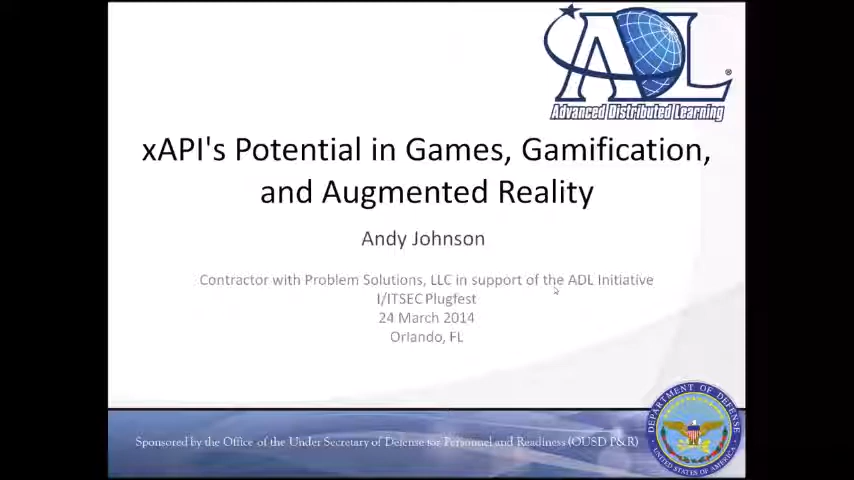 ADL®
Advanced Distributed Learning
xAPI's Potential in Games, Gamification,
and Augmented Reality
Andy Johnson
Contractor with Problem Solutions, LLC in support of the ADL Initiative
I/ITSEC Plugfest
24 March 2014
Orlando, FL
Sponsored by the Office of the Under Secretary of Defense for Personnel and Readiness (OUSD P&R)
DEPARTMENT OF DEFENSE
UNITED STATES OF AMERICA